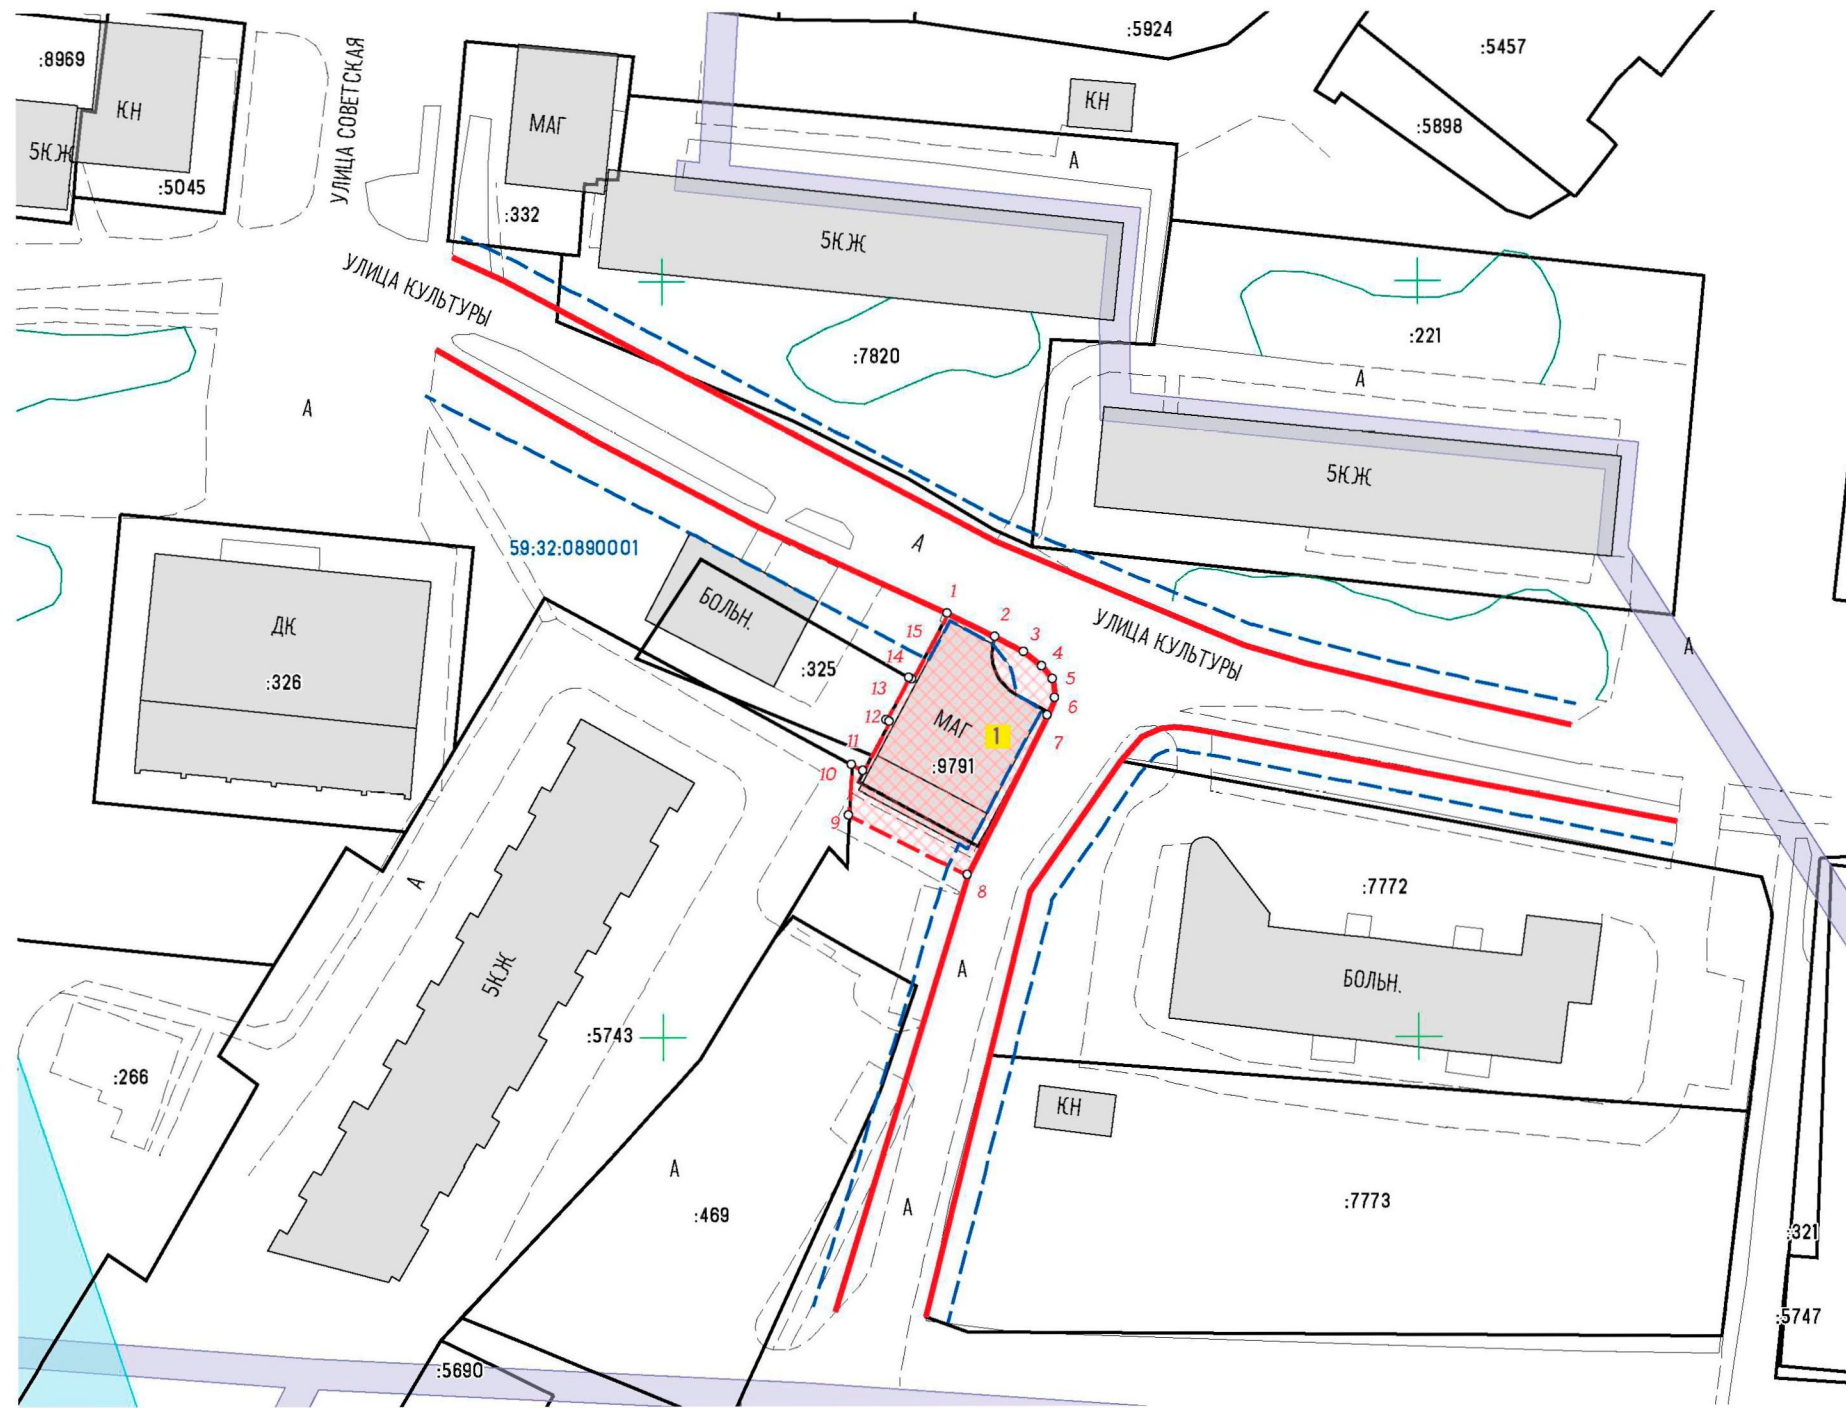 :5924
:5457
:8969
УЛИЦА СОВЕТСКАЯ
КН
КН
МАГ
:5898
5КЖ
А
:5045
:332
5КЖ
УЛИЦА КУЛЬТУРЫ
:221
:7820
А
А
5КЖ
59:32:0890001
А
1
БОЛЬН.
2
УЛИЦА КУЛЬТУРЫ
15
3
ДК
А
4
14
:325
5
:326
13
6
12
МАГ
1
7
11
10
:9791
9
А
8
:7772
А
5КЖ
БОЛЬН.
:5743
:266
КН
А
:7773
А
:469
:321
:5747
:5690